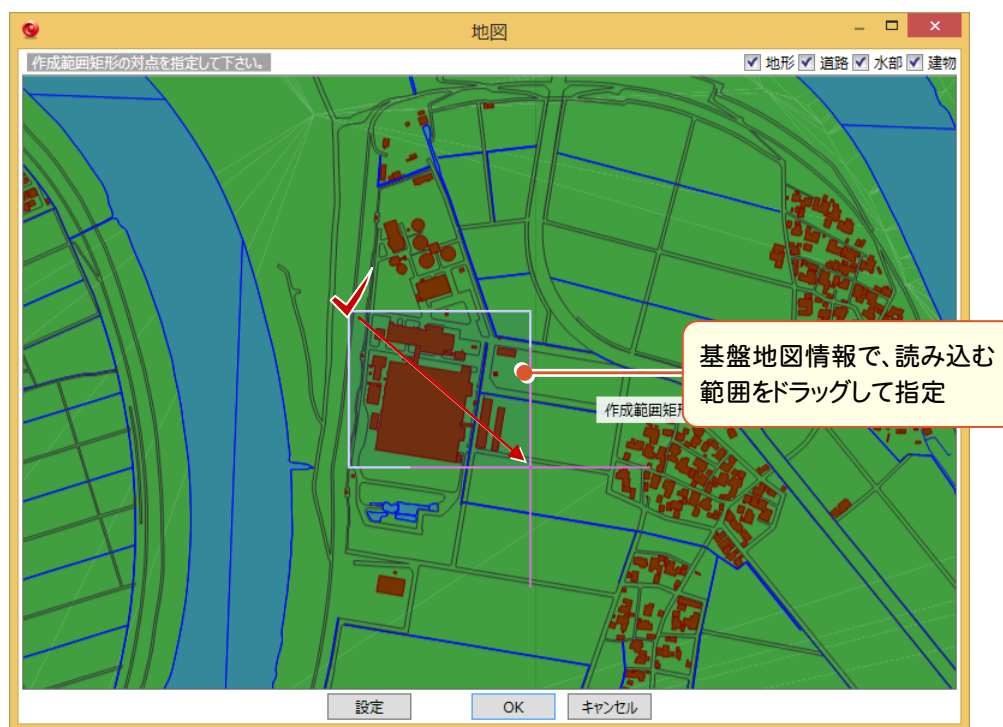 地図
作成範囲矩形の対点を指定して下さい。
地形 道路 水部 建物
基盤地図情報で、読み込む
範囲をドラッグして指定
作成範囲矩形
設定 OK キャンセル